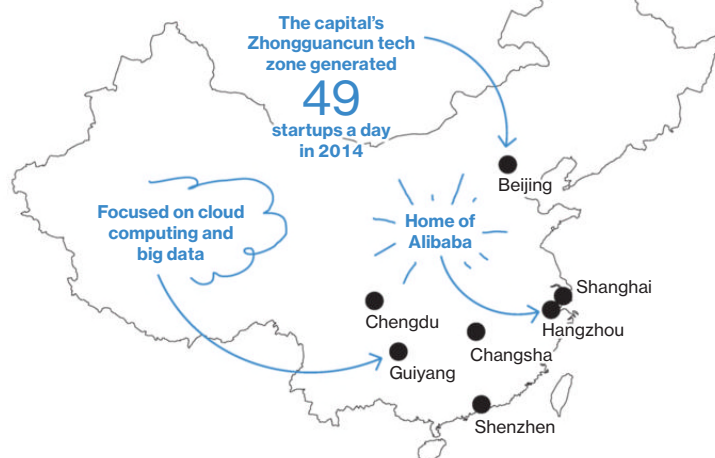 The capital's
Zhongguancun tech
zone generated
49
startups a day
in 2014
Beijing
Focused on cloud
computing and
big data
Home of
Alibaba
Shanghai
Hangzhou
Chengdu
Changsha
Guiyang
Shenzhen